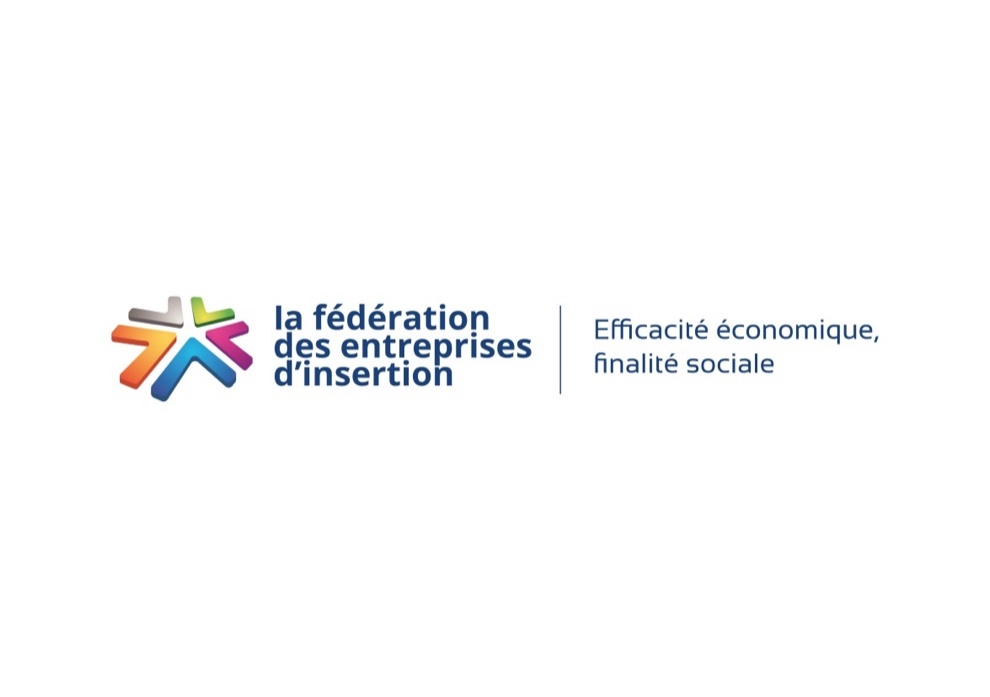 la fédération
des entreprises
d'insertion
Efficacité économique,
finalité sociale